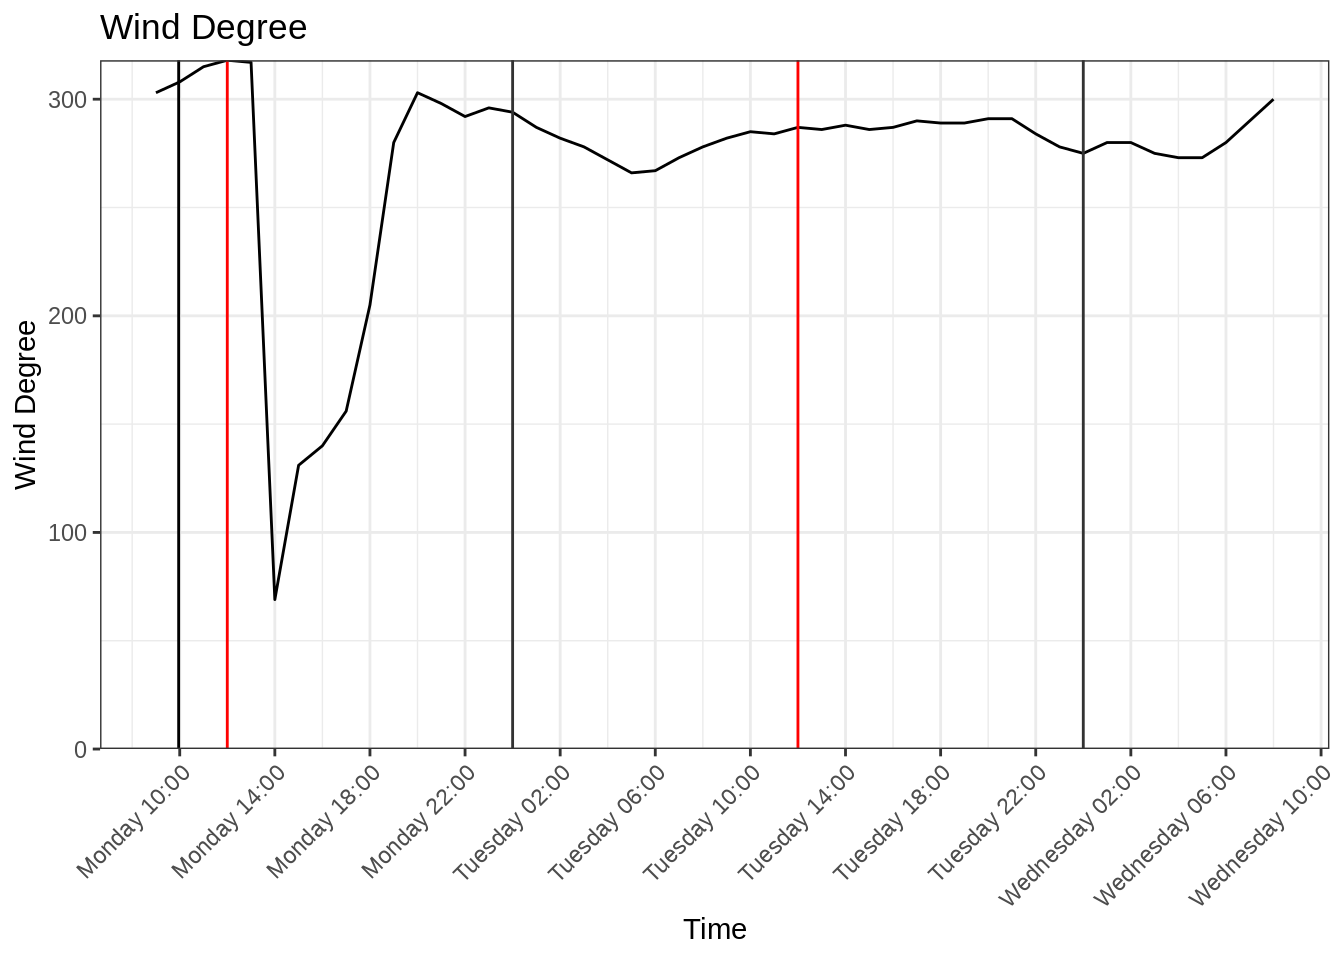 Wind Degree
Wind Degree
300
200
100
0
Monday 10:00
Monday 14:00
Monday 18:00
Monday 22:00
Tuesday 02:00
Tuesday 06:00
Tuesday 10:00
Tuesday 14:00
Tuesday 18:00
Tuesday 22:00
Wednesday 02:00
Wednesday 06:00
Wednesday 10:00
Time